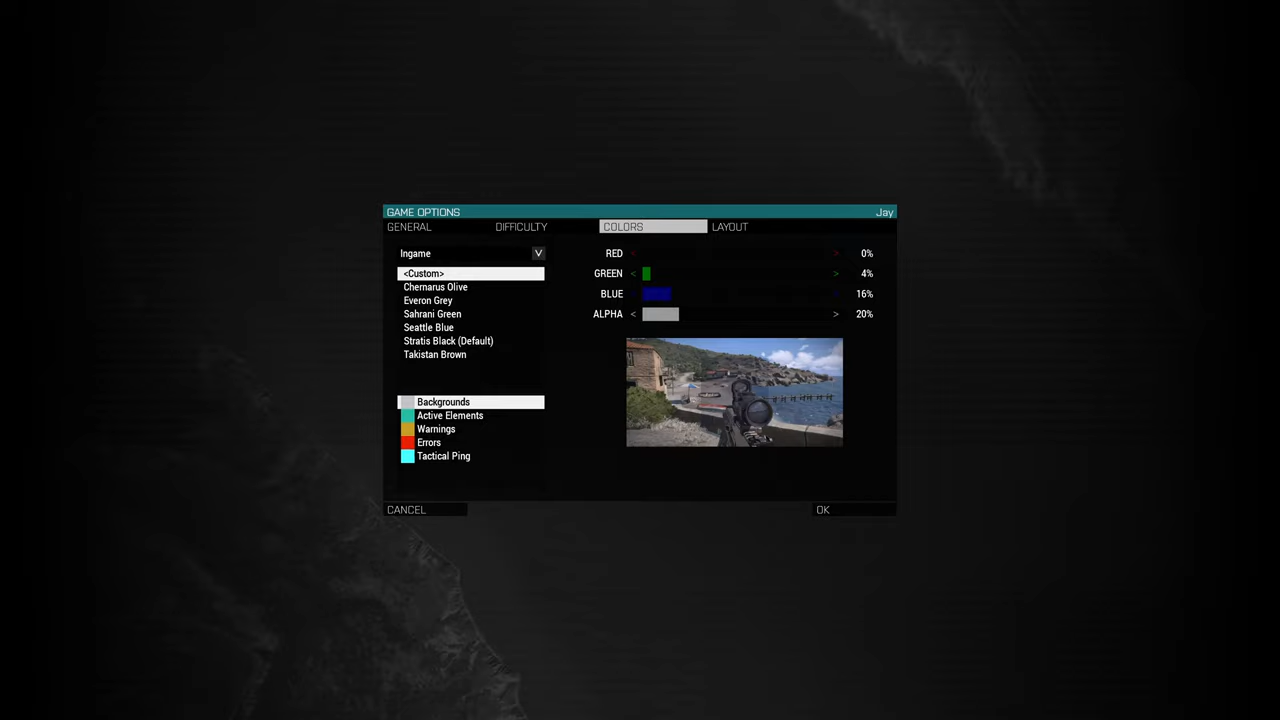 GAME OPTIONS Jay
GENERAL DIFFICULTY COLORS LAYOUT
Ingame
<Custom>
Chernarus Olive
Everon Grey
Sahrani Green
Seattle Blue
Stratis Black (Default)
Takistan Brown
Backgrounds
Active Elements
Warnings
Errors
Tactical Ping
RED < > 0%
GREEN < > 4%
BLUE 16%
ALPHA < > 20%
CANCEL OK